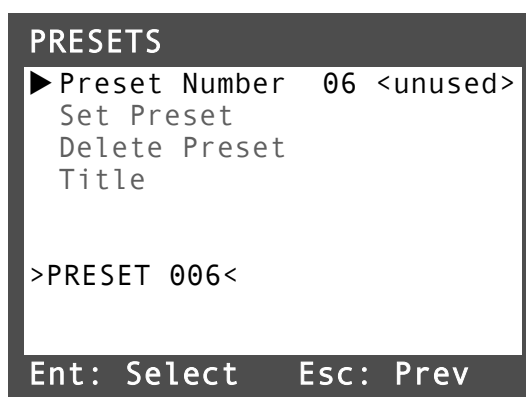 PRESETS
▶Preset Number 06 <unused>
Set Preset
Delete Preset
Title
>PRESET 006<
Ent: Select Esc: Prev